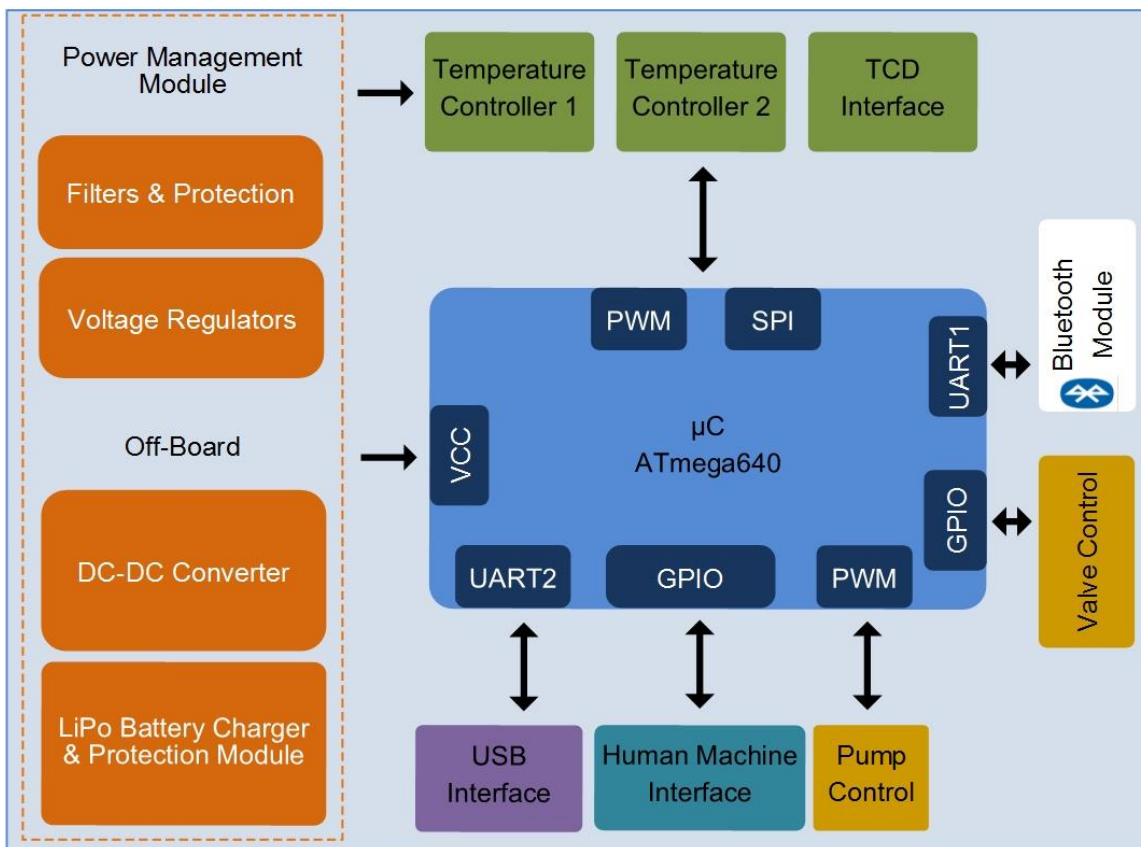 Power Management
Module
Filters & Protection
Voltage Regulators
Off-Board
DC-DC Converter
LiPo Battery Charger
& Protection Module
Temperature
Controller 1
Temperature
Controller 2
TCD
Interface
PWM
SPI
UART1
Bluetooth
Module
VCC
µC
ATmega640
GPIO
Valve Control
UART2
GPIO
PWM
USB
Interface
Human Machine
Interface
Pump
Control